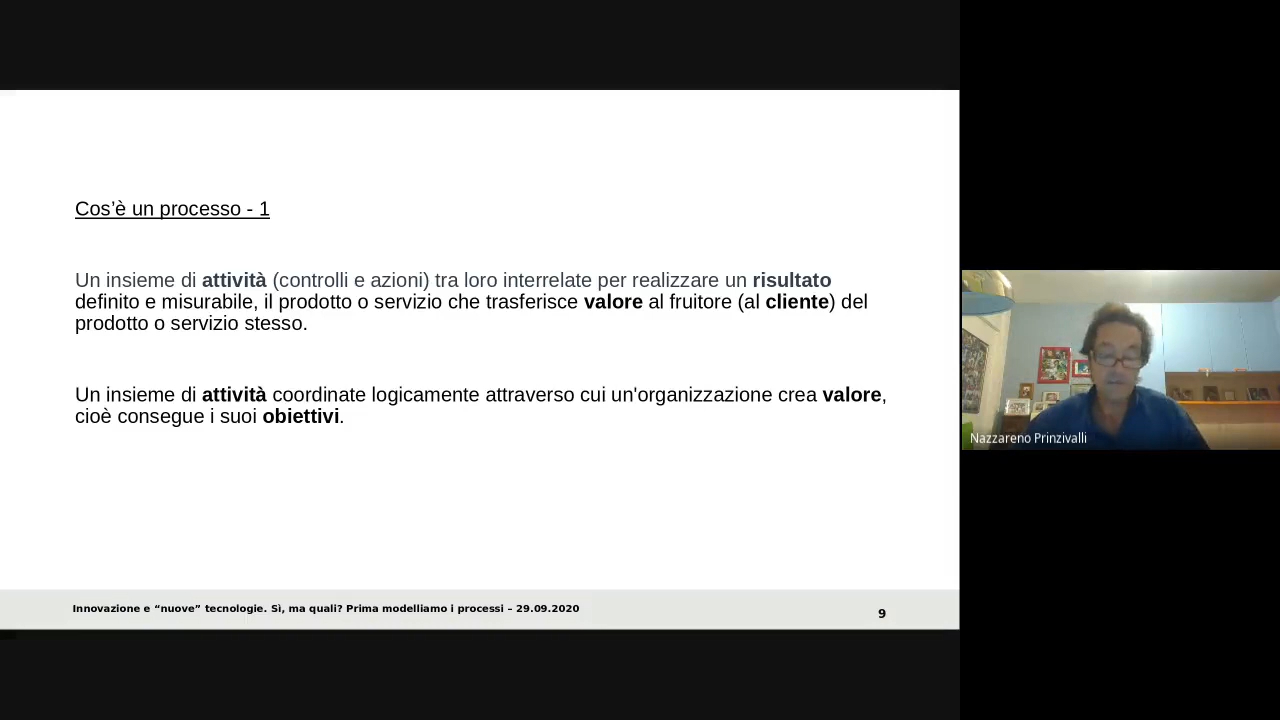 Cos’è un processo - 1
Un insieme di attività (controlli e azioni) tra loro interrelate per realizzare un risultato
definito e misurabile, il prodotto o servizio che trasferisce valore al fruitore (al cliente) del
prodotto o servizio stesso.
Un insieme di attività coordinate logicamente attraverso cui un'organizzazione crea valore,
cioè consegue i suoi obiettivi.
Nazzareno Prinzivalli
Innovazione e “nuove” tecnologie. Sì, ma quali? Prima modelliamo i processi – 29.09.2020
9